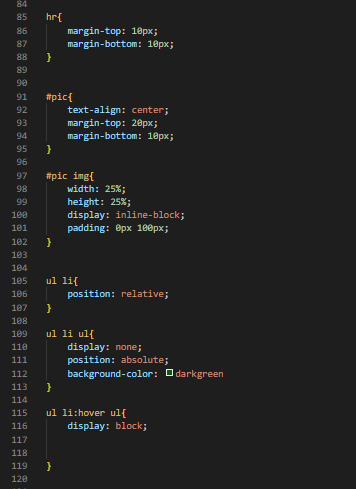 84
85 hr{
86 margin-top: 10px;
87 margin-bottom: 10px;
88 }
89
90
91 #pic{
92 text-align: center;
93 margin-top: 20px;
94 margin-bottom: 10px;
95 }
96
97 #pic img{
98 width: 25%;
99 height: 25%;
100 display: inline-block;
101 padding: 0px 100px;
102 }
103
104
105 ul li{
106 position: relative;
107 }
108
109 ul li ul{
110 display: none;
111 position: absolute;
112 background-color: darkgreen
113 }
114
115 ul li:hover ul{
116 display: block;
117
118
119 }
120